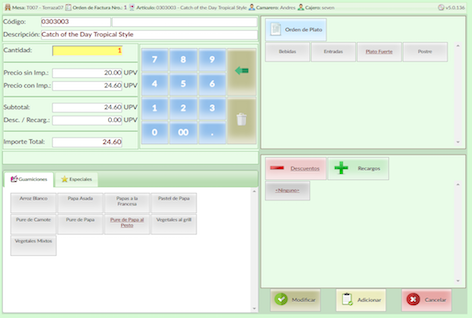 Mesa: T007 - Terraza07 Orden de Factura Nro.: 1 Artículo: 0303003 - Catch of the Day Tropical Style Camarero: Andres Cajero: seven v5.0.136
Código: 0303003
Descripción: Catch of the Day Tropical Style
Cantidad: 1
Precio sin Imp.: 20.00 UPV
Precio con Imp.: 24.60 UPV
Subtotal: 24.60 UPV
Desc. / Recarg.: 0.00 UPV
Importe Total: 24.60
7 8 9
4 5 6
1 2 3
0 00 .
Orden de Plato
Bebidas Entradas Plato Fuerte Postre
Guarniciones Especiales
Arroz Blanco Papa Asada Papas a la Francesa Pastel de Papa
Pure de Camote Pure de Papa Pure de Papa al Pesto Vegetales al grill
Vegetales Mixtos
Descuentos Recargos
<Ninguno>
Modificar Adicionar Cancelar